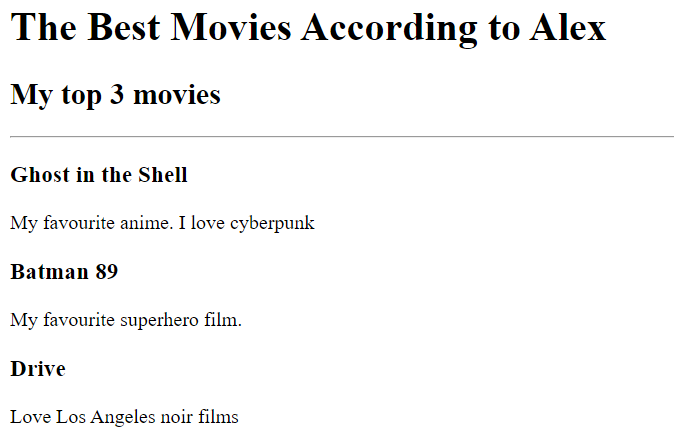 The Best Movies According to Alex
My top 3 movies
Ghost in the Shell
My favourite anime. I love cyberpunk
Batman 89
My favourite superhero film.
Drive
Love Los Angeles noir films